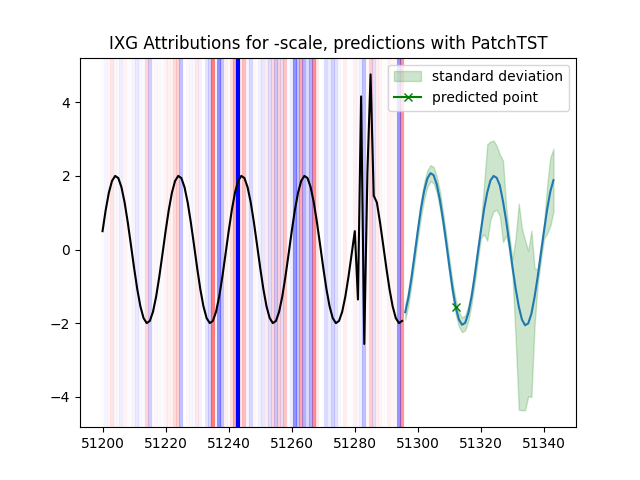 IXG Attributions for -scale, predictions with PatchTST
standard deviation
predicted point
4
2
0
−2
−4
51200 51220 51240 51260 51280 51300 51320 51340